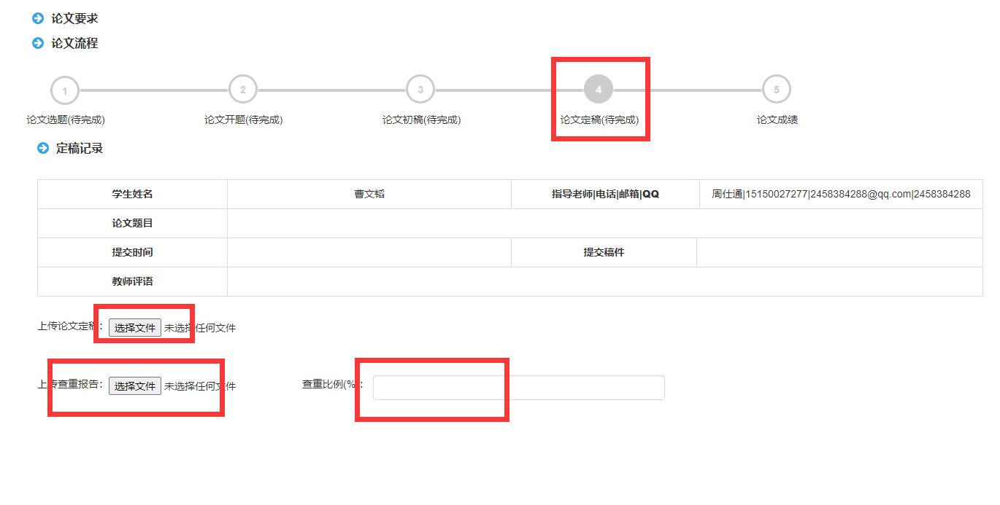 论文要求
论文流程
1 2 3 4 5
论文选题(待完成) 论文开题(待完成) 论文初稿(待完成) 论文定稿(待完成) 论文成绩
定稿记录
学生姓名 曹文韬 指导老师|电话|邮箱|QQ 周仕通|15150027277|2458384288@qq.com|2458384288
论文题目
提交时间 提交稿件
教师评语
上传论文定稿: 选择文件 未选择任何文件
上传查重报告: 选择文件 未选择任何文件 查重比例(%):